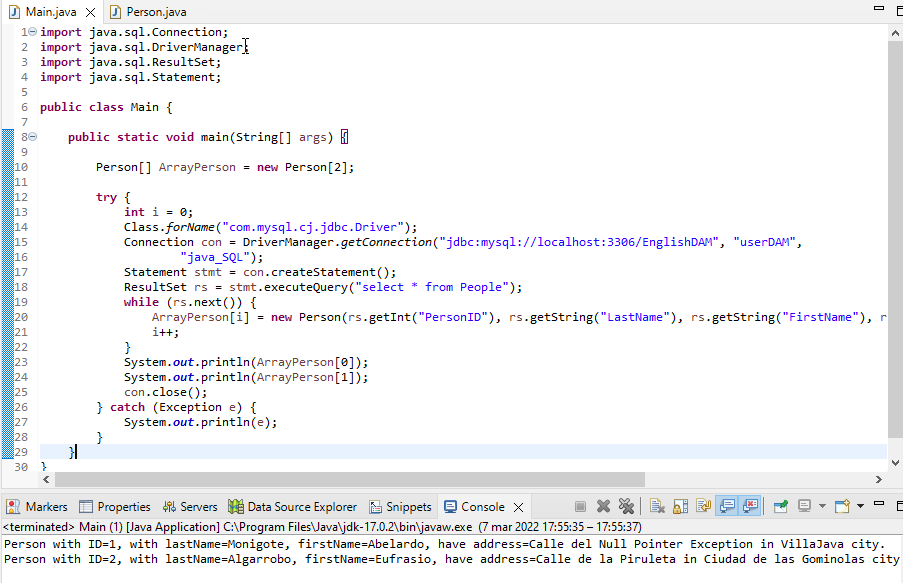 Main.java Person.java
1 import java.sql.Connection;
2 import java.sql.DriverManager;
3 import java.sql.ResultSet;
4 import java.sql.Statement;
5
6 public class Main {
7
8 public static void main(String[] args) {
9
10 Person[] ArrayPerson = new Person[2];
11
12 try {
13 int i = 0;
14 Class.forName("com.mysql.cj.jdbc.Driver");
15 Connection con = DriverManager.getConnection("jdbc:mysql://localhost:3306/EnglishDAM", "userDAM",
16 "java_SQL");
17 Statement stmt = con.createStatement();
18 ResultSet rs = stmt.executeQuery("select * from People");
19 while (rs.next()) {
20 ArrayPerson[i] = new Person(rs.getInt("PersonID"), rs.getString("LastName"), rs.getString("FirstName"), r
21 i++;
22 }
23 System.out.println(ArrayPerson[0]);
24 System.out.println(ArrayPerson[1]);
25 con.close();
26 } catch (Exception e) {
27 System.out.println(e);
28 }
29 }
30 }
Markers Properties Servers Data Source Explorer Snippets Console
<terminated> Main (1) [Java Application] C:\Program Files\Java\jdk-17.0.2\bin\javaw.exe (7 mar 2022 17:55:35 – 17:55:37)
Person with ID=1, with lastName=Monigote, firstName=Abelardo, have address=Calle del Null Pointer Exception in VillaJava city.
Person with ID=2, with lastName=Algarrobo, firstName=Eufrasio, have address=Calle de la Piruleta in Ciudad de las Gominolas city